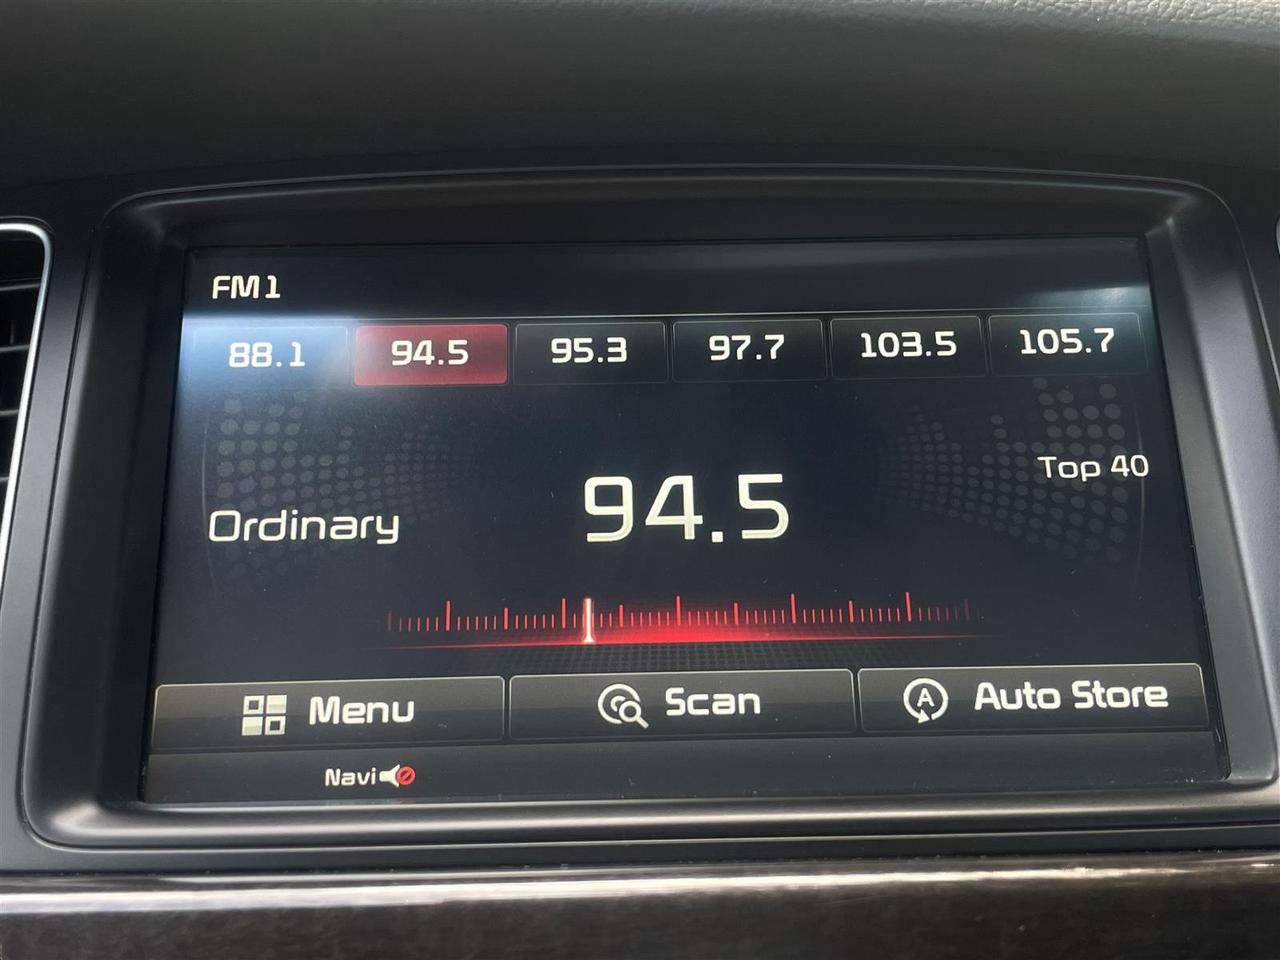 FM1
88.1 94.5 95.3 97.7 103.5 105.7
Top 40
Ordinary 94.5
Menu Scan Auto Store
Navi